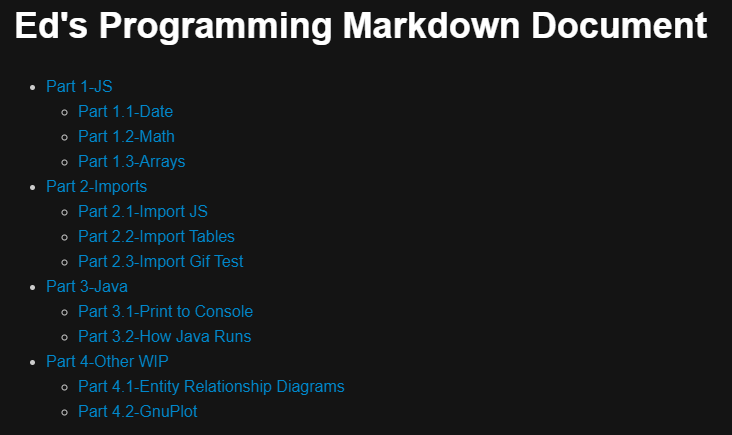 Ed's Programming Markdown Document
Part 1-JS
Part 1.1-Date
Part 1.2-Math
Part 1.3-Arrays
Part 2-Imports
Part 2.1-Import JS
Part 2.2-Import Tables
Part 2.3-Import Gif Test
Part 3-Java
Part 3.1-Print to Console
Part 3.2-How Java Runs
Part 4-Other WIP
Part 4.1-Entity Relationship Diagrams
Part 4.2-GnuPlot